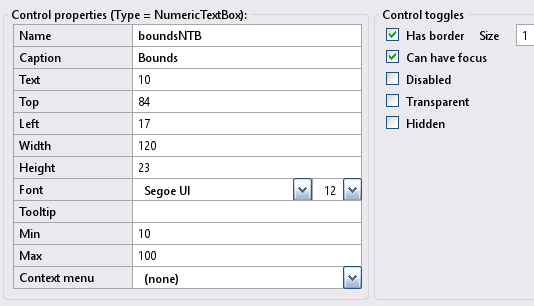 Control properties (Type = NumericTextBox):
Name boundsNTB
Caption Bounds
Text 10
Top 84
Left 17
Width 120
Height 23
Font Segoe UI 12
Tooltip
Min 10
Max 100
Context menu (none)
Control toggles
Has border Size 1
Can have focus
Disabled
Transparent
Hidden